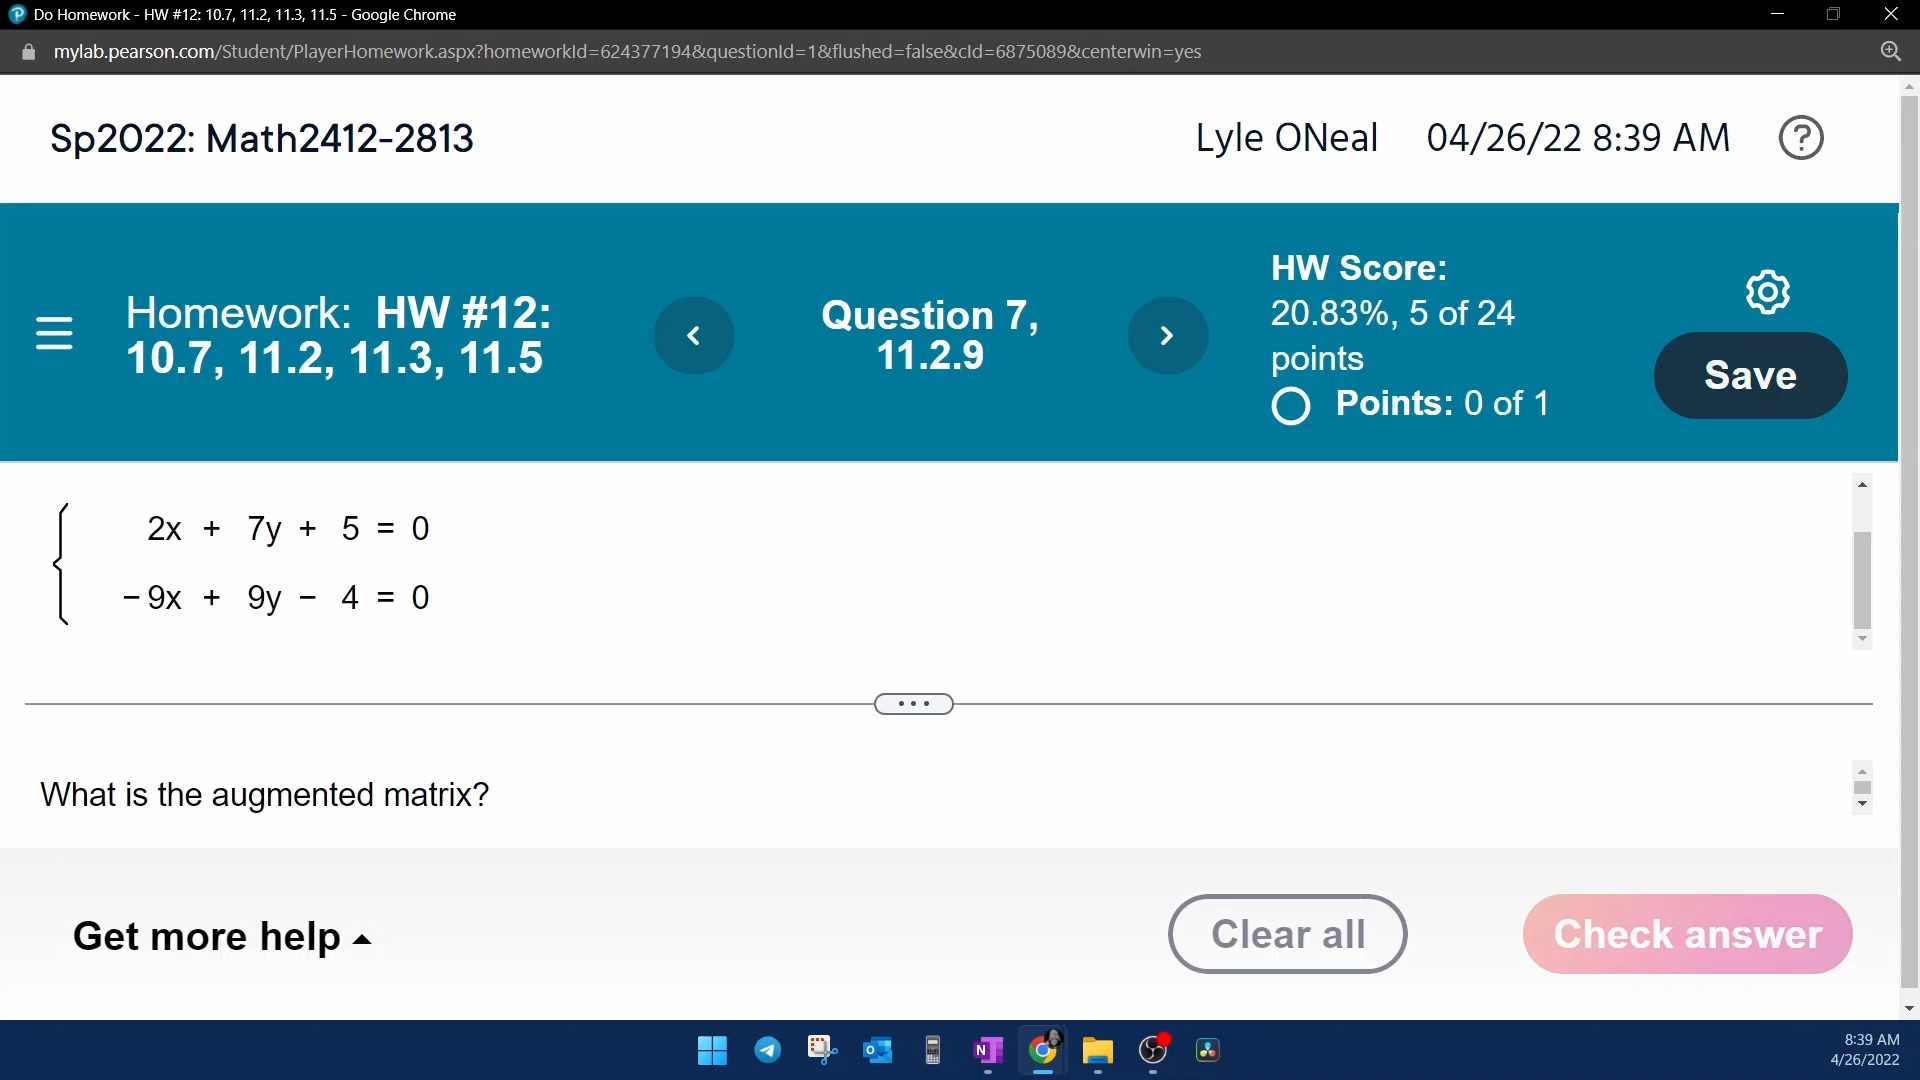 Do Homework - HW #12: 10.7, 11.2, 11.3, 11.5 - Google Chrome
mylab.pearson.com/Student/PlayerHomework.aspx?homeworkId=624377194&questionId=1&flushed=false&cId=6875089&centerwin=yes
Sp2022: Math2412-2813
Lyle ONeal 04/26/22 8:39 AM
?
Homework: HW #12:
10.7, 11.2, 11.3, 11.5
Question 7,
11.2.9
HW Score:
20.83%, 5 of 24
points
Points: 0 of 1
Save
2x + 7y + 5 = 0
-9x + 9y - 4 = 0
What is the augmented matrix?
Get more help
Clear all
Check answer
8:39 AM
4/26/2022